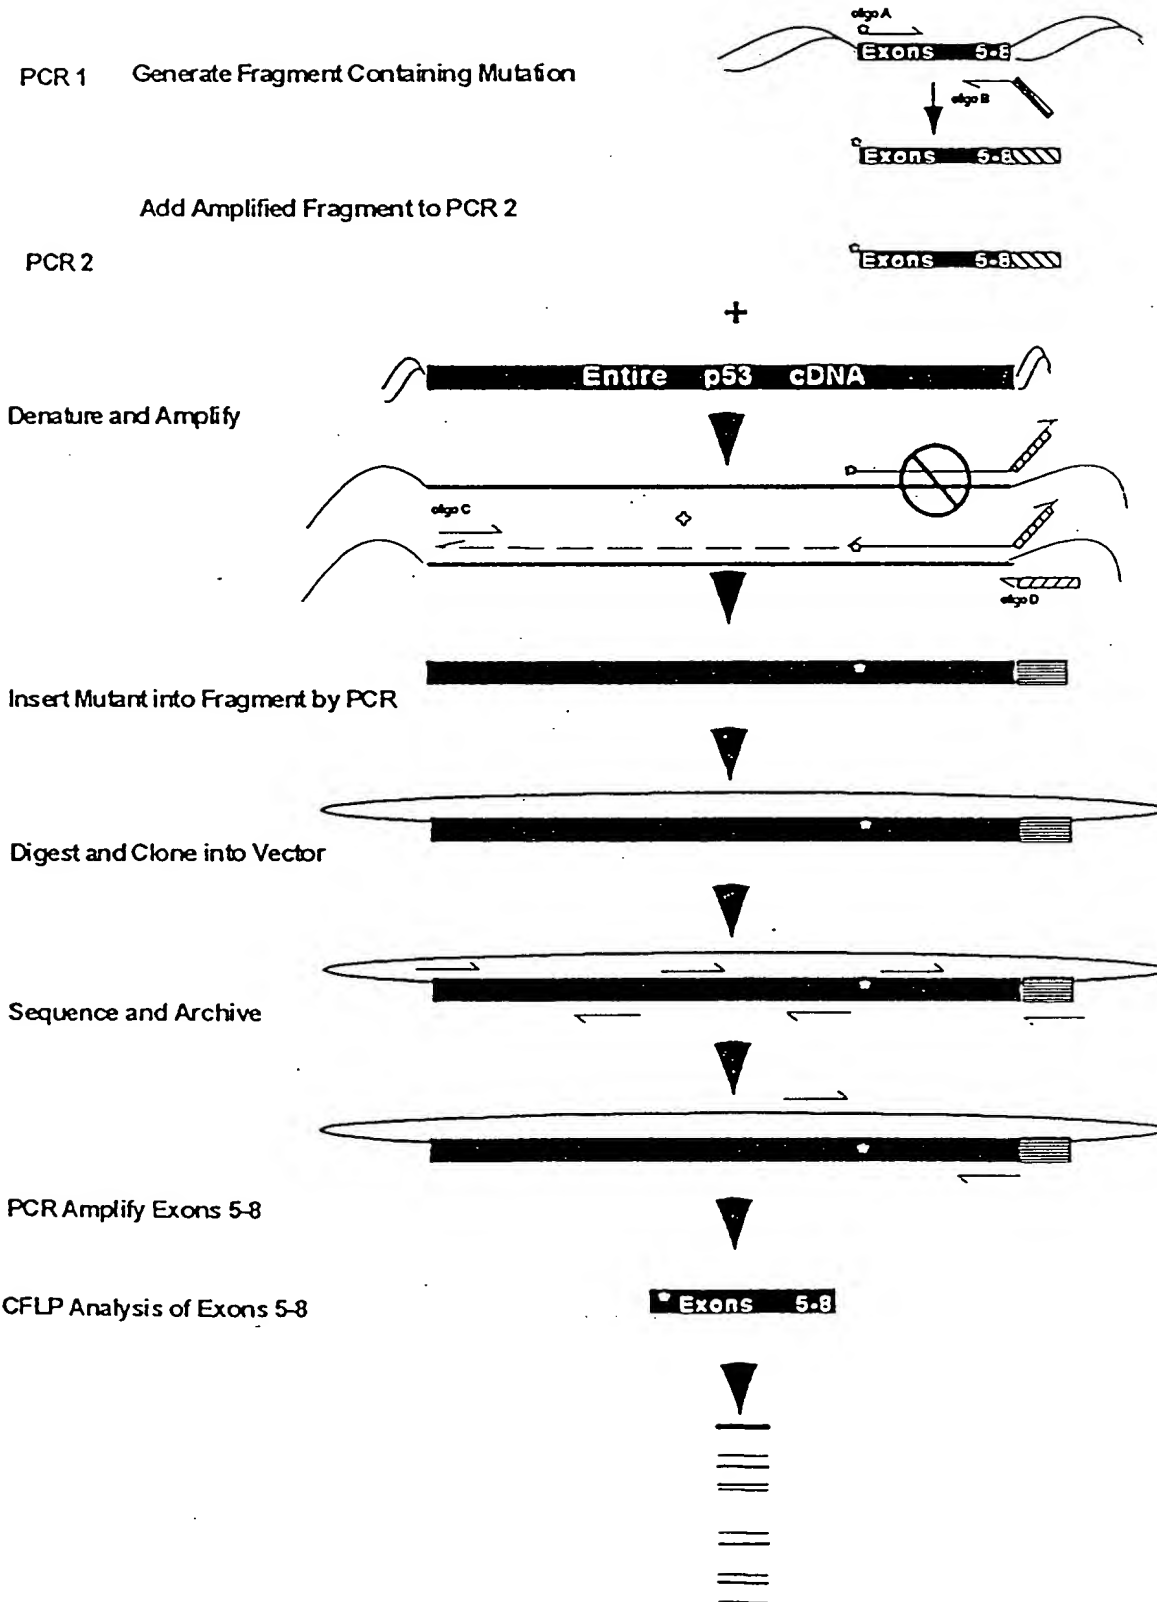 oligo A
PCR 1 Generate Fragment Containing Mutation
Exons 5-8
oligo B
Exons 5-8
Add Amplified Fragment to PCR 2
PCR 2
Exons 5-8
+
Entire p53 cDNA
Denature and Amplify
oligo C
oligo D
Insert Mutant into Fragment by PCR
Digest and Clone into Vector
Sequence and Archive
PCR Amplify Exons 5-8
CFLP Analysis of Exons 5-8
Exons 5-8